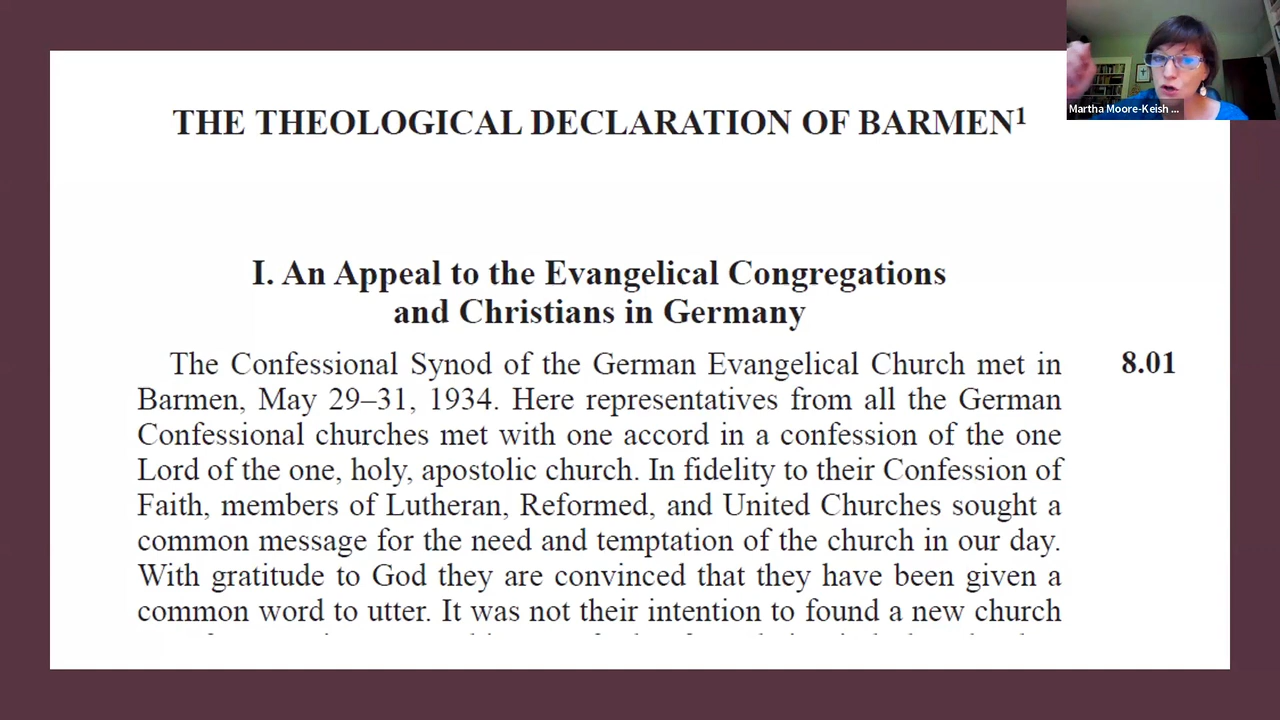 THE THEOLOGICAL DECLARATION OF BARMEN¹
Martha Moore-Keish ...
I. An Appeal to the Evangelical Congregations
and Christians in Germany
The Confessional Synod of the German Evangelical Church met in 8.01
Barmen, May 29–31, 1934. Here representatives from all the German
Confessional churches met with one accord in a confession of the one
Lord of the one, holy, apostolic church. In fidelity to their Confession of
Faith, members of Lutheran, Reformed, and United Churches sought a
common message for the need and temptation of the church in our day.
With gratitude to God they are convinced that they have been given a
common word to utter. It was not their intention to found a new church